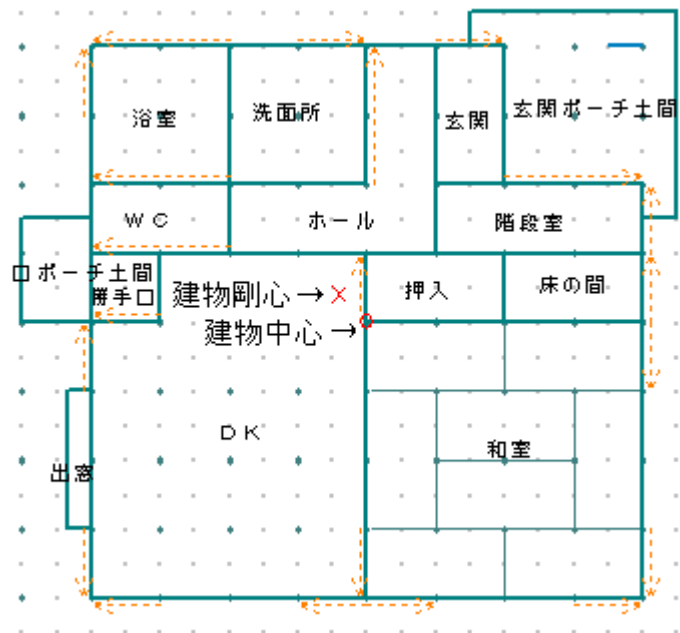 浴室
洗面所
玄関
玄関ポーチ土間
WC
ホール
階段室
口ポーチ土間
勝手口
建物剛心→×
建物中心→
押入
床の間
DK
和室
出窓